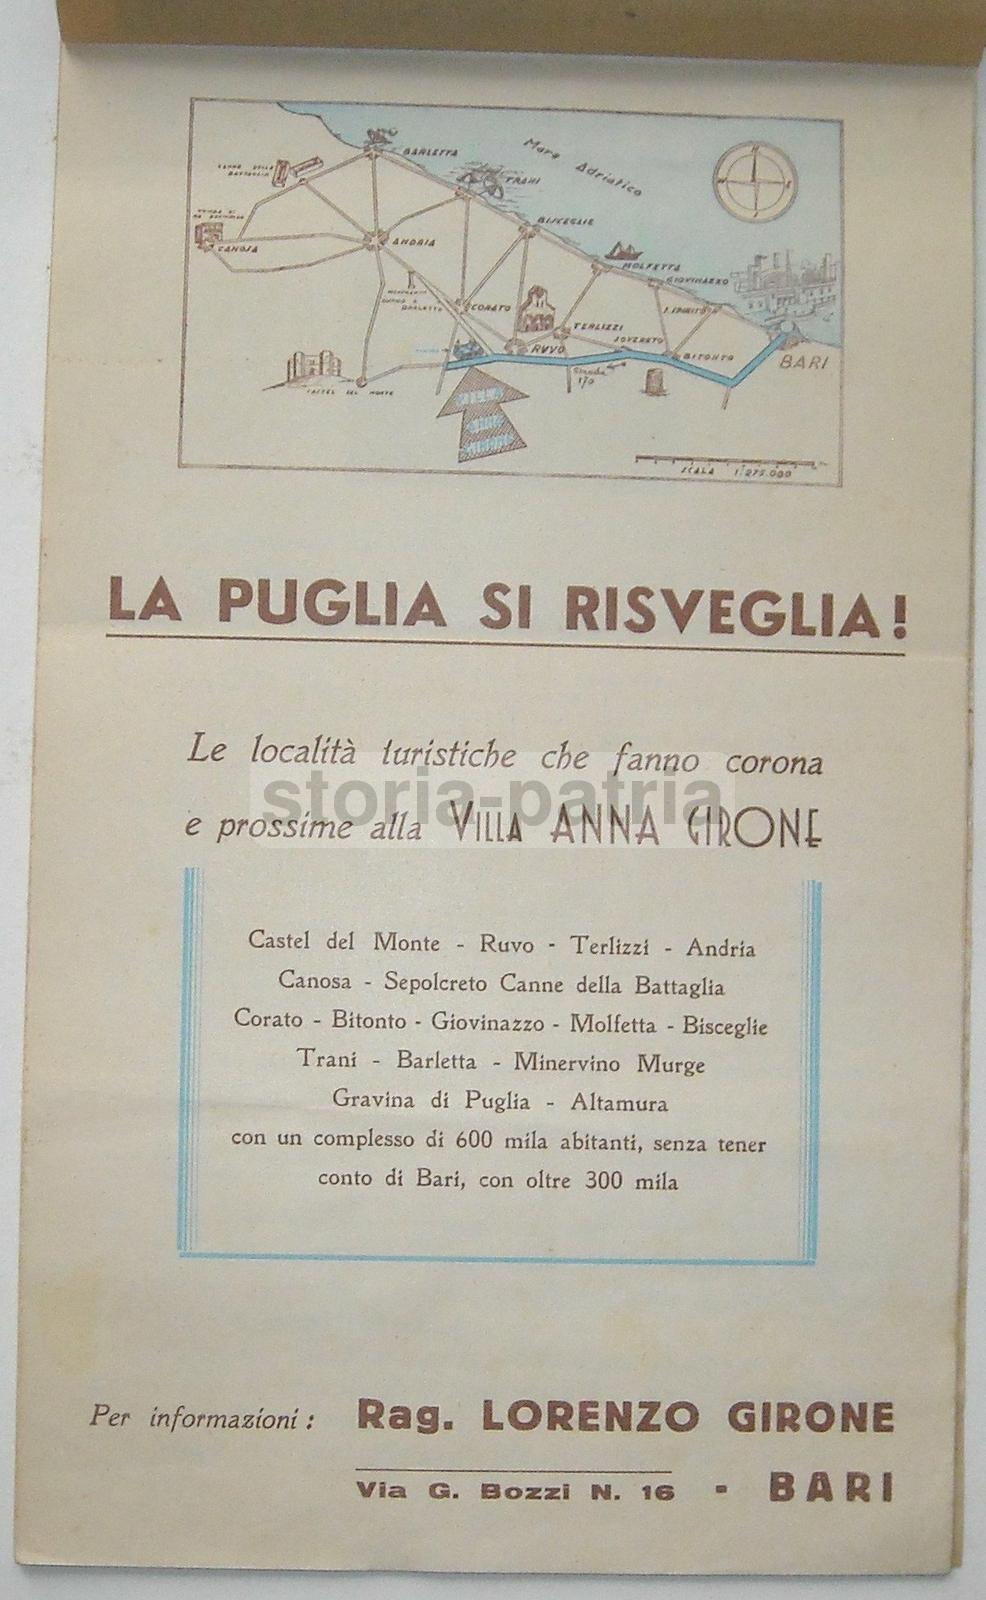 Mare Adriatico
BARLETTA
TRANI
BISCEGLIE
CANOSA
ANDRIA
MOLFETTA
GIOVINAZZO
S. SPIRITO
CORATO
TERLIZZI
SOVERETO
RUVO
BITONTO
BARI
Strada
170
CASTEL DEL MONTE
SCALA 1:275.000
LA PUGLIA SI RISVEGLIA!
Le località turistiche che fanno corona
storia-patria
e prossime alla VILLA ANNA GIRONE
Castel del Monte - Ruvo - Terlizzi - Andria
Canosa - Sepolcreto Canne della Battaglia
Corato - Bitonto - Giovinazzo - Molfetta - Bisceglie
Trani - Barletta - Minervino Murge
Gravina di Puglia - Altamura
con un complesso di 600 mila abitanti, senza tener
conto di Bari, con oltre 300 mila
Per informazioni: Rag. LORENZO GIRONE
Via G. Bozzi N. 16 - BARI